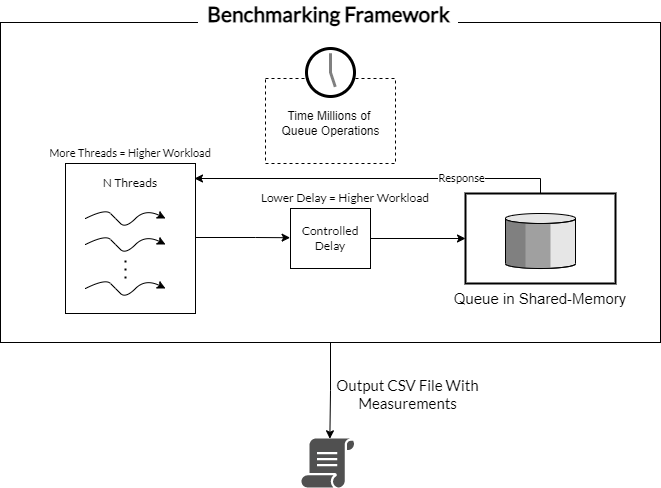 Benchmarking Framework
Time Millions of
Queue Operations
More Threads = Higher Workload
N Threads
Response
Lower Delay = Higher Workload
Controlled
Delay
Queue in Shared-Memory
Output CSV File With
Measurements